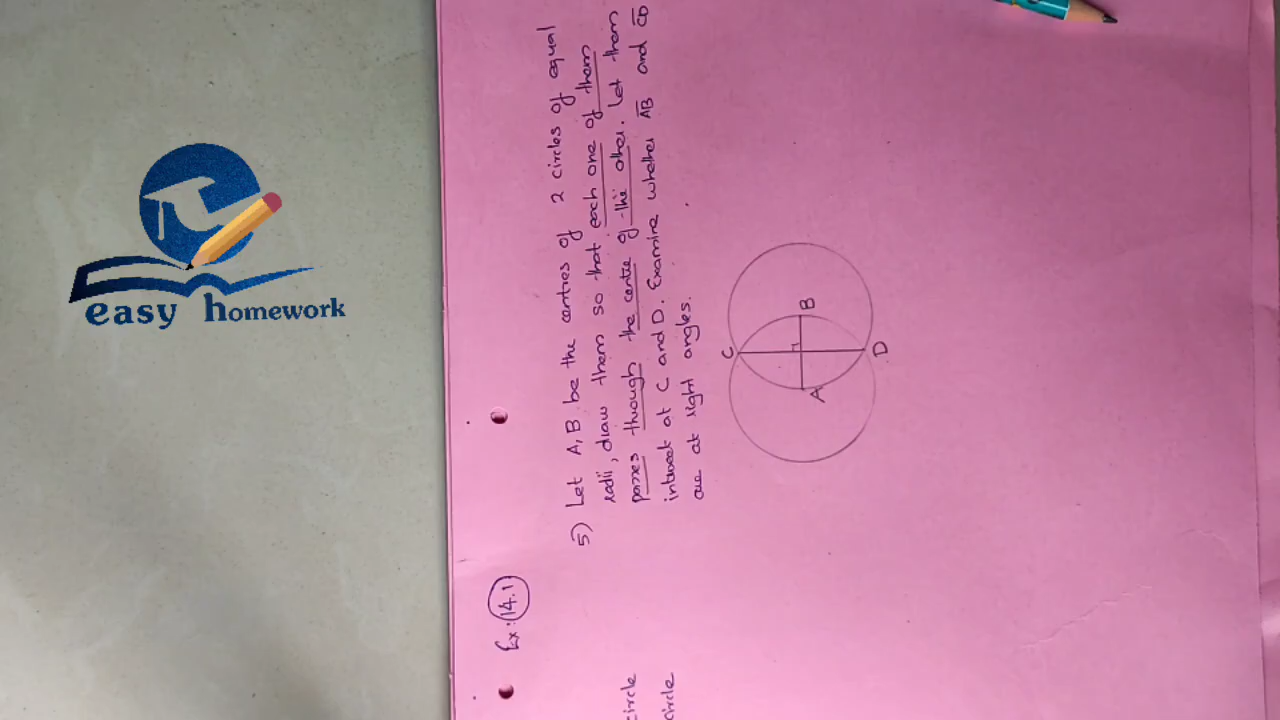 easy homework
Ex: 14.1
5) Let A, B be the centres of 2 circles of equal
radii, draw them so that each one of them
passes through the centre of the other. Let them
intersect at C and D. Examine whether AB and CD
are at right angles.
C
A
B
D
circle
circle